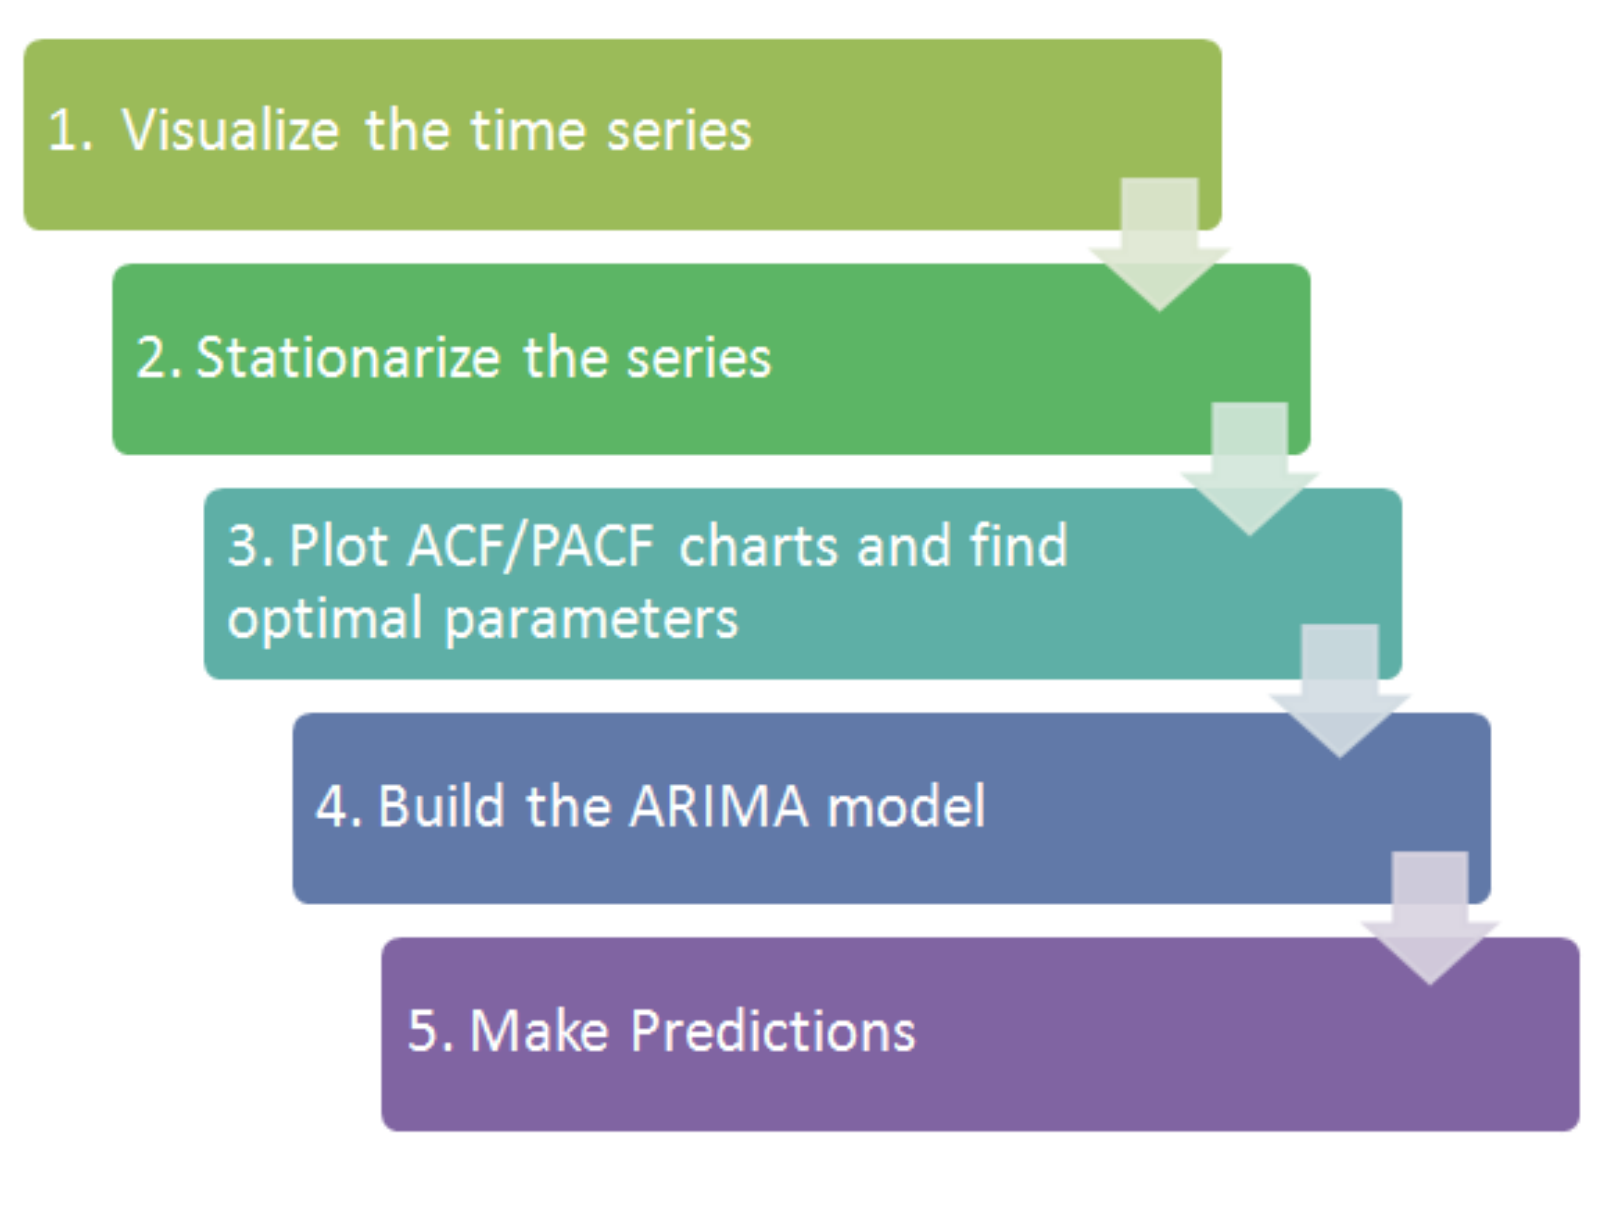 1. Visualize the time series
2. Stationarize the series
3. Plot ACF/PACF charts and find
optimal parameters
4. Build the ARIMA model
5. Make Predictions